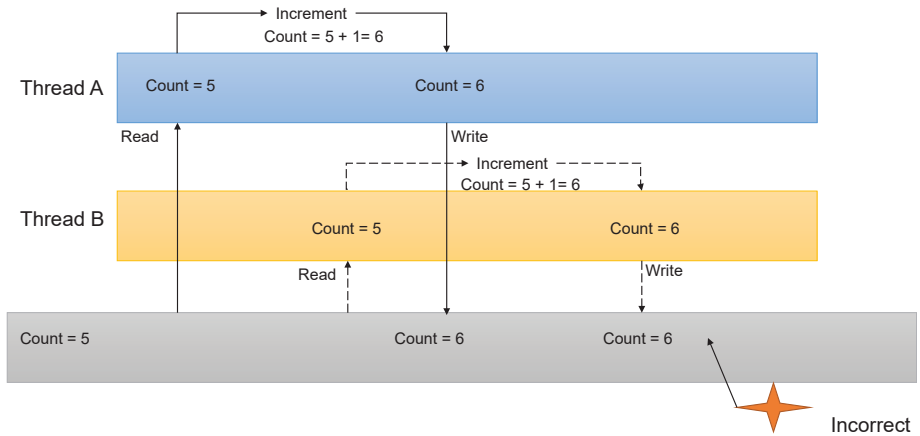 Increment
Count = 5 + 1= 6
Thread A
Count = 5
Count = 6
Read
Write
Increment
Count = 5 + 1= 6
Thread B
Count = 5
Count = 6
Read
Write
Count = 5
Count = 6
Count = 6
Incorrect